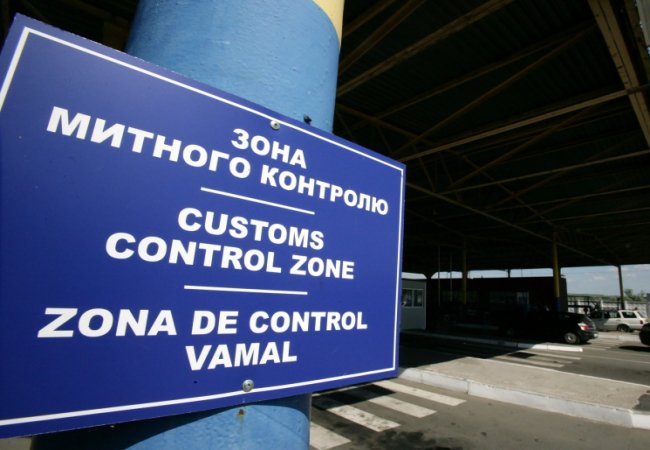 ЗОНА
МИТНОГО КОНТРОЛЮ
CUSTOMS
CONTROL ZONE
ZONA DE CONTROL
VAMAL